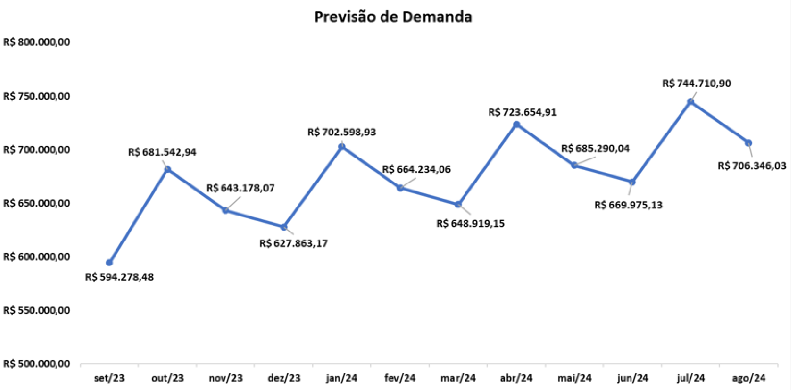 Previsão de Demanda
R$ 800.000,00
R$ 750.000,00
R$ 700.000,00
R$ 650.000,00
R$ 600.000,00
R$ 550.000,00
R$ 500.000,00
R$ 594.278,48
R$ 681.542,94
R$ 643.178,07
R$ 627.863,17
R$ 702.598,93
R$ 664.234,06
R$ 648.919,15
R$ 723.654,91
R$ 685.290,04
R$ 669.975,13
R$ 744.710,90
R$ 706.346,03
set/23 out/23 nov/23 dez/23 jan/24 fev/24 mar/24 abr/24 mai/24 jun/24 jul/24 ago/24